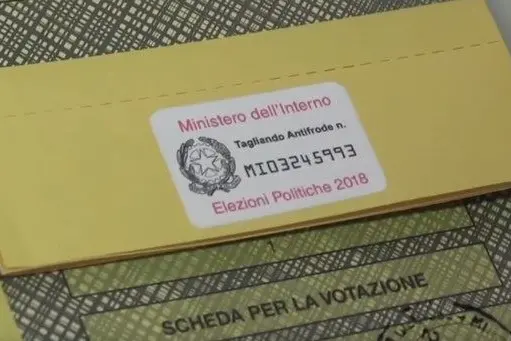 Ministero dell'Interno
Tagliando Antifrode n.
MI03245993
Elezioni Politiche 2018
SCHEDA PER LA VOTAZIONE